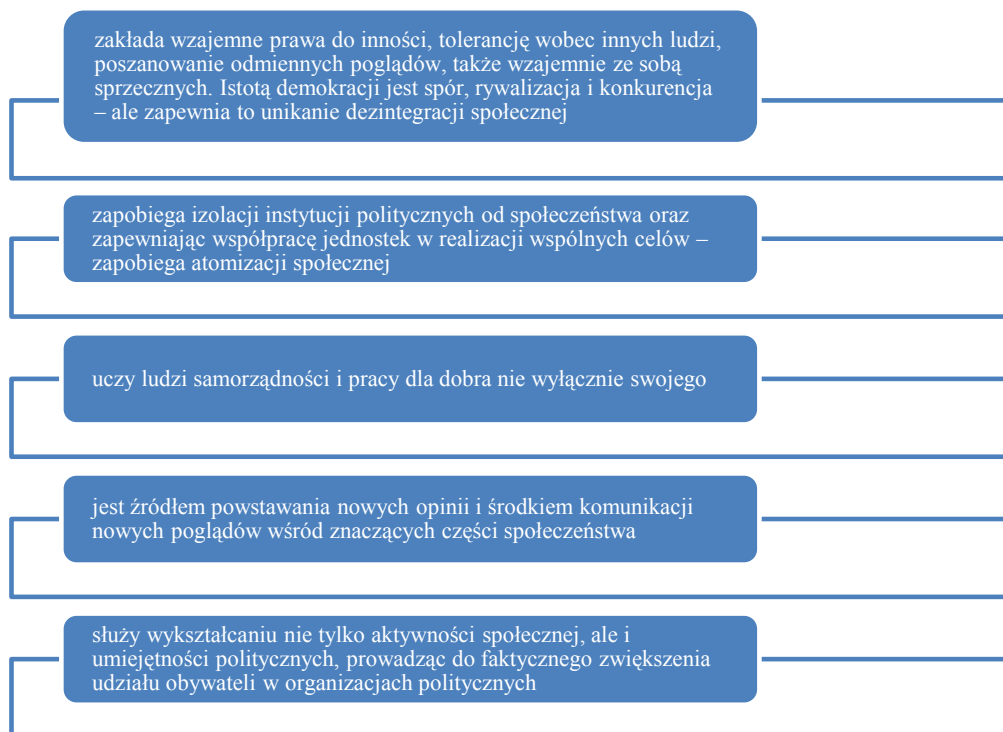 zakłada wzajemne prawa do inności, tolerancję wobec innych ludzi,
poszanowanie odmiennych poglądów, także wzajemnie ze sobą
sprzecznych. Istotą demokracji jest spór, rywalizacja i konkurencja
– ale zapewnia to unikanie dezintegracji społecznej
zapobiega izolacji instytucji politycznych od społeczeństwa oraz
zapewniając współpracę jednostek w realizacji wspólnych celów –
zapobiega atomizacji społecznej
uczy ludzi samorządności i pracy dla dobra nie wyłącznie swojego
jest źródłem powstawania nowych opinii i środkiem komunikacji
nowych poglądów wśród znaczących części społeczeństwa
służy wykształcaniu nie tylko aktywności społecznej, ale i
umiejętności politycznych, prowadząc do faktycznego zwiększenia
udziału obywateli w organizacjach politycznych